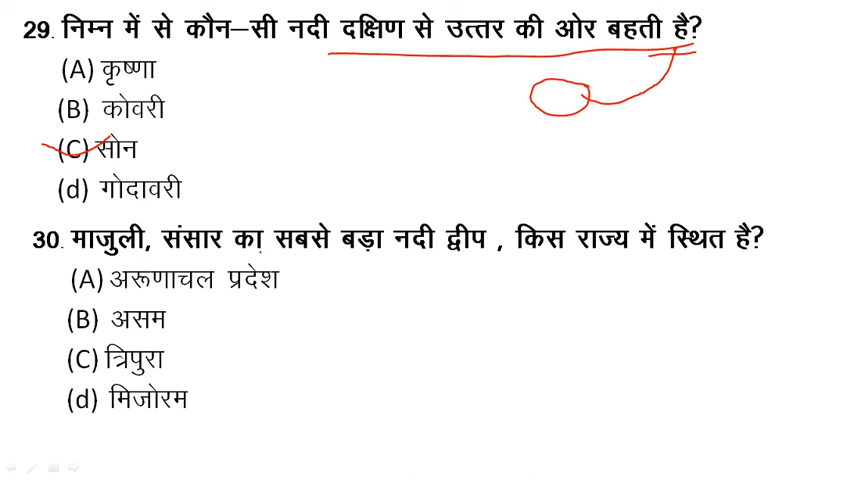 29. निम्न में से कौन–सी नदी दक्षिण से उत्तर की ओर बहती है?
(A) कृष्णा
(B) कोवरी
(C) सोन
(d) गोदावरी
30. माजुली, संसार का सबसे बड़ा नदी द्वीप , किस राज्य में स्थित है?
(A) अरूणाचल प्रदेश
(B) असम
(C) त्रिपुरा
(d) मिजोरम